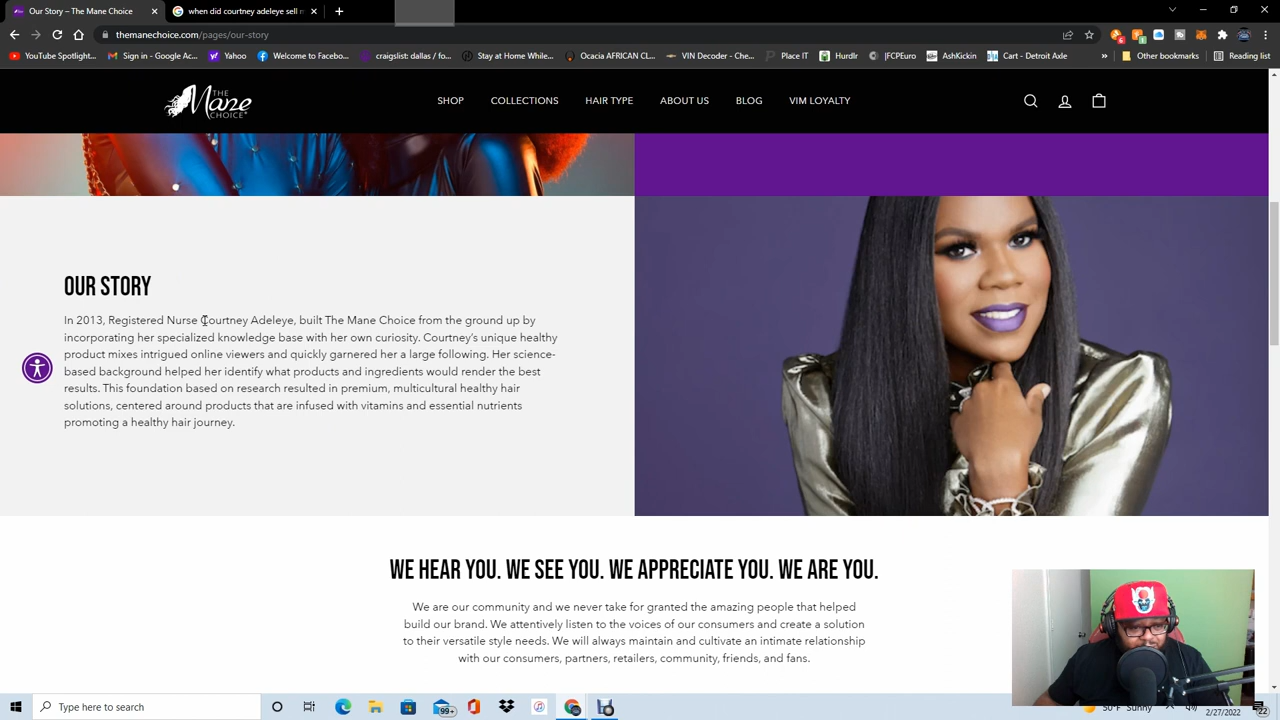 Our Story – The Mane Choice
when did courtney adeleye sell
themanechoice.com/pages/our-story
YouTube Spotlight...
Sign in - Google Ac...
Yahoo
Welcome to Facebo...
craigslist: dallas / fo...
Stay at Home While...
Ocacia AFRICAN CL...
VIN Decoder - Che...
Place IT
Hurdlr
|FCPEuro
AshKickin
Cart - Detroit Axle
»
Other bookmarks
Reading list
THE Mane CHOICE
SHOP
COLLECTIONS
HAIR TYPE
ABOUT US
BLOG
VIM LOYALTY
OUR STORY
In 2013, Registered Nurse Courtney Adeleye, built The Mane Choice from the ground up by
incorporating her specialized knowledge base with her own curiosity. Courtney's unique healthy
product mixes intrigued online viewers and quickly garnered her a large following. Her science-
based background helped her identify what products and ingredients would render the best
results. This foundation based on research resulted in premium, multicultural healthy hair
solutions, centered around products that are infused with vitamins and essential nutrients
promoting a healthy hair journey.
WE HEAR YOU. WE SEE YOU. WE APPRECIATE YOU. WE ARE YOU.
We are our community and we never take for granted the amazing people that helped
build our brand. We attentively listen to the voices of our consumers and create a solution
to their versatile style needs. We will always maintain and cultivate an intimate relationship
with our consumers, partners, retailers, community, friends, and fans.
Type here to search
99+
50°F Sunny
2/27/2022
22